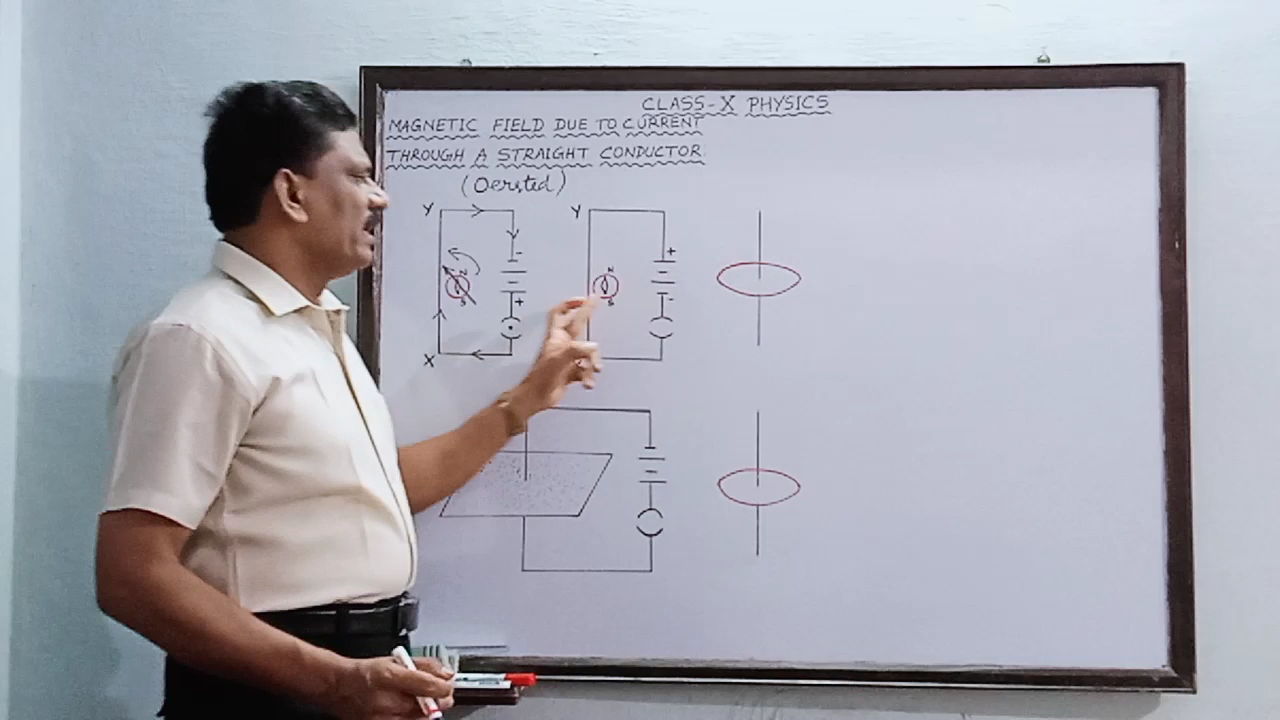 CLASS-X PHYSICS
MAGNETIC FIELD DUE TO CURRENT
THROUGH A STRAIGHT CONDUCTOR
(Oersted)
Y
Y
-
+
N
N
S
S
+
-
X